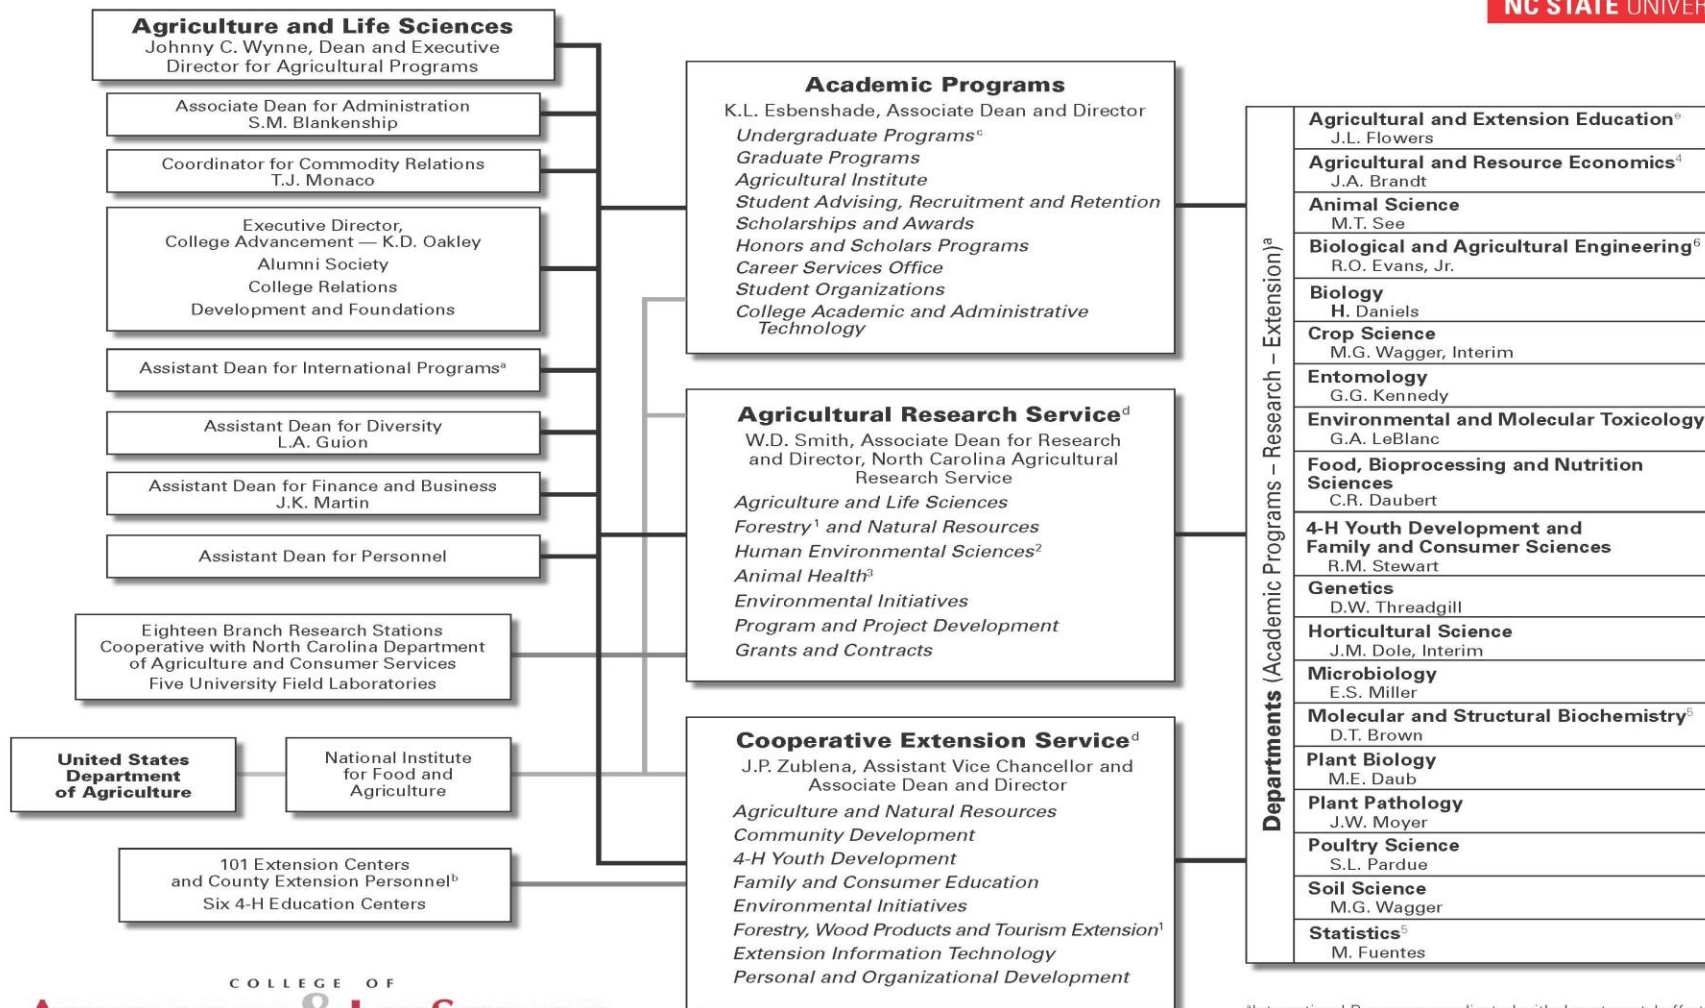 NC STATE
Agriculture and Life Sciences
Johnny C. Wynne, Dean and Executive
Director for Agricultural Programs
Associate Dean for Administration
S.M. Blankenship
Coordinator for Commodity Relations
T.J. Monaco
Executive Director,
College Advancement — K.D. Oakley
Alumni Society
College Relations
Development and Foundations
Assistant Dean for International Programsᵃ
Assistant Dean for Diversity
L.A. Guion
Assistant Dean for Finance and Business
J.K. Martin
Assistant Dean for Personnel
Eighteen Branch Research Stations
Cooperative with North Carolina Department
of Agriculture and Consumer Services
Five University Field Laboratories
United States
Department
of Agriculture
National Institute
for Food and
Agriculture
101 Extension Centers
and County Extension Personnelᵇ
Six 4-H Education Centers
Academic Programs
K.L. Esbenshade, Associate Dean and Director
Undergraduate Programsᶜ
Graduate Programs
Agricultural Institute
Student Advising, Recruitment and Retention
Scholarships and Awards
Honors and Scholars Programs
Career Services Office
Student Organizations
College Academic and Administrative
Technology
Agricultural Research Serviceᵈ
W.D. Smith, Associate Dean for Research
and Director, North Carolina Agricultural
Research Service
Agriculture and Life Sciences
Forestry¹ and Natural Resources
Human Environmental Sciences²
Animal Health³
Environmental Initiatives
Program and Project Development
Grants and Contracts
Cooperative Extension Serviceᵈ
J.P. Zublena, Assistant Vice Chancellor and
Associate Dean and Director
Agriculture and Natural Resources
Community Development
4-H Youth Development
Family and Consumer Education
Environmental Initiatives
Forestry, Wood Products and Tourism Extension¹
Extension Information Technology
Personal and Organizational Development
Departments (Academic Programs – Research – Extension)ᵃ
Agricultural and Extension Educationᵉ
J.L. Flowers
Agricultural and Resource Economics⁴
J.A. Brandt
Animal Science
M.T. See
Biological and Agricultural Engineering⁶
R.O. Evans, Jr.
Biology
H. Daniels
Crop Science
M.G. Wagger, Interim
Entomology
G.G. Kennedy
Environmental and Molecular Toxicology
G.A. LeBlanc
Food, Bioprocessing and Nutrition
Sciences
C.R. Daubert
4-H Youth Development and
Family and Consumer Sciences
R.M. Stewart
Genetics
D.W. Threadgill
Horticultural Science
J.M. Dole, Interim
Microbiology
E.S. Miller
Molecular and Structural Biochemistry⁵
D.T. Brown
Plant Biology
M.E. Daub
Plant Pathology
J.W. Moyer
Poultry Science
S.L. Pardue
Soil Science
M.G. Wagger
Statistics⁵
M. Fuentes
COLLEGE OF